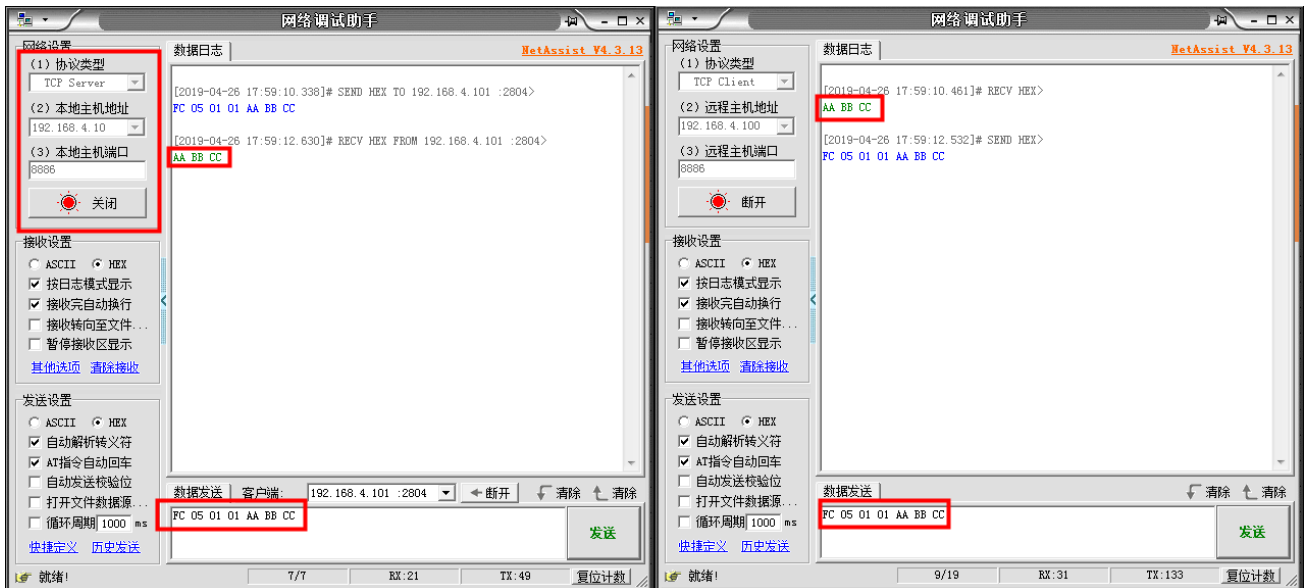 网络调试助手
网络设置
(1) 协议类型
TCP Server
(2) 本地主机地址
192.168.4.10
(3) 本地主机端口
8886
关闭
接收设置
ASCII HEX
按日志模式显示
接收完自动换行
接收转向至文件...
暂停接收区显示
其他选项 清除接收
发送设置
ASCII HEX
自动解析转义符
AT指令自动回车
自动发送校验位
打开文件数据源...
循环周期 1000 ms
快捷定义 历史发送
数据日志 NetAssist V4.3.13
[2019-04-26 17:59:10.338]# SEND HEX TO 192.168.4.101 :2804>
FC 05 01 01 AA BB CC
[2019-04-26 17:59:12.630]# RECV HEX FROM 192.168.4.101 :2804>
AA BB CC
数据发送 客户端: 192.168.4.101 :2804 断开 清除 清除
FC 05 01 01 AA BB CC
发送
就绪! 7/7 RX:21 TX:49 复位计数
网络调试助手
网络设置
(1) 协议类型
TCP Client
(2) 远程主机地址
192.168.4.100
(3) 远程主机端口
8886
断开
接收设置
ASCII HEX
按日志模式显示
接收完自动换行
接收转向至文件...
暂停接收区显示
其他选项 清除接收
发送设置
ASCII HEX
自动解析转义符
AT指令自动回车
自动发送校验位
打开文件数据源...
循环周期 1000 ms
快捷定义 历史发送
数据日志 NetAssist V4.3.13
[2019-04-26 17:59:10.461]# RECV HEX>
AA BB CC
[2019-04-26 17:59:12.532]# SEND HEX>
FC 05 01 01 AA BB CC
数据发送 清除 清除
FC 05 01 01 AA BB CC
发送
就绪! 9/19 RX:31 TX:133 复位计数